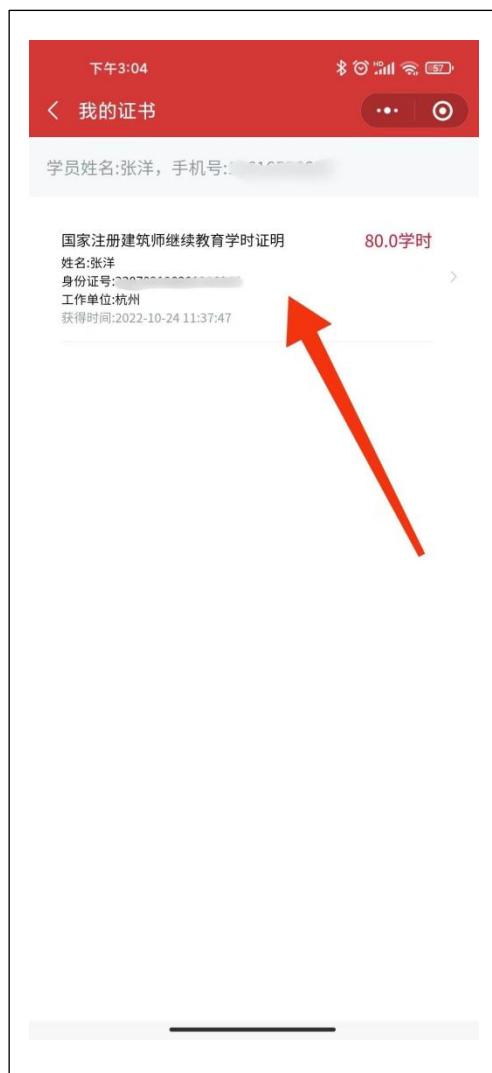 下午3:04
57
我的证书
学员姓名:张洋，手机号:
国家注册建筑师继续教育学时证明
80.0学时
姓名:张洋
身份证号:
工作单位:杭州
获得时间:2022-10-24 11:37:47